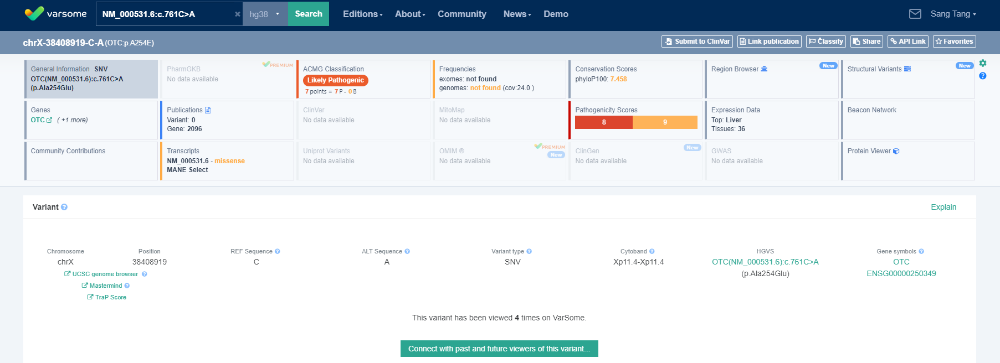 varsome NM_000531.6:c.761C>A hg38 Search Editions About Community News Demo Sang Tang
chrX-38408919-C-A (OTC:p.A254E) Submit to ClinVar Link publication Classify Share API Link Favorites
General Information SNV
OTC(NM_000531.6):c.761C>A
(p.Ala254Glu)
PharmGKB PREMIUM
No data available
ACMG Classification
Likely Pathogenic
7 points = 7 P - 0 B
Frequencies
exomes: not found
genomes: not found (cov:24.0 )
Conservation Scores
phyloP100: 7.458
Region Browser New
Structural Variants New
Genes
OTC ( +1 more)
Publications
Variant: 0
Gene: 2096
ClinVar
No data available
MitoMap
No data available
Pathogenicity Scores
8 9
Expression Data
Top: Liver
Tissues: 36
Beacon Network
Community Contributions
Transcripts
NM_000531.6 - missense
MANE Select
Uniprot Variants
No data available
OMIM ® PREMIUM
New
No data available
ClinGen New
No data available
GWAS
No data available
Protein Viewer
Variant Explain
Chromosome Position REF Sequence ALT Sequence Variant type Cytoband HGVS Gene symbols
chrX 38408919 C A SNV Xp11.4-Xp11.4 OTC(NM_000531.6):c.761C>A OTC
UCSC genome browser (p.Ala254Glu) ENSG00000250349
Mastermind
TraP Score
This variant has been viewed 4 times on VarSome.
Connect with past and future viewers of this variant...